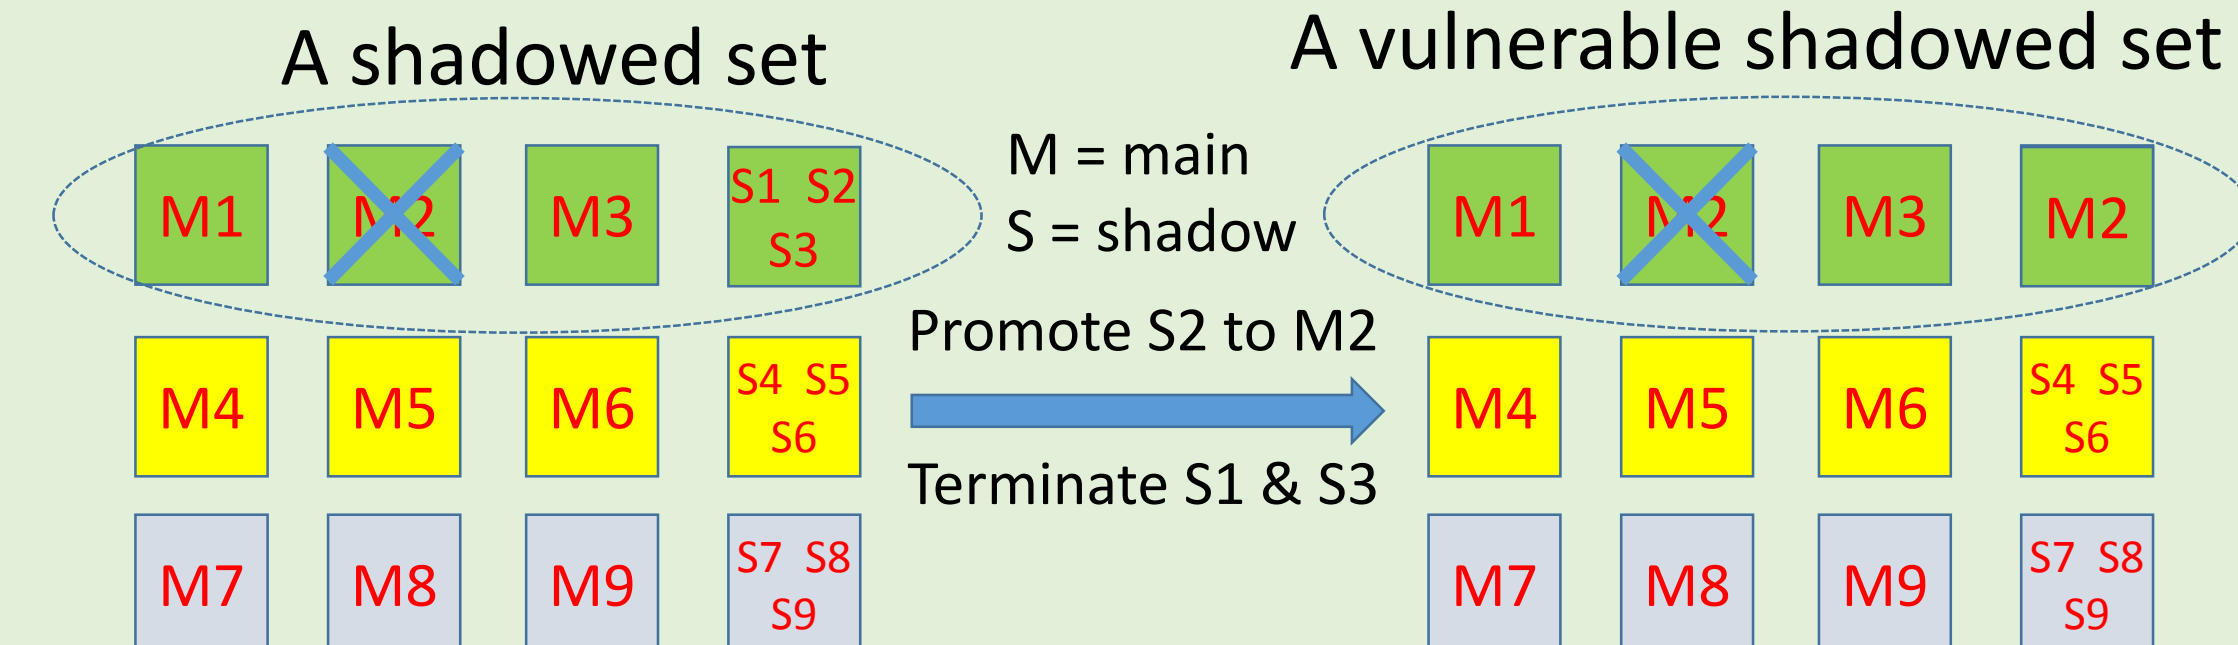 A shadowed set
M1 M2 M3 S1 S2
S3
M4 M5 M6 S4 S5
S6
M7 M8 M9 S7 S8
S9
M = main
S = shadow
Promote S2 to M2
Terminate S1 & S3
A vulnerable shadowed set
M1 M2 M3 M2
M4 M5 M6 S4 S5
S6
M7 M8 M9 S7 S8
S9